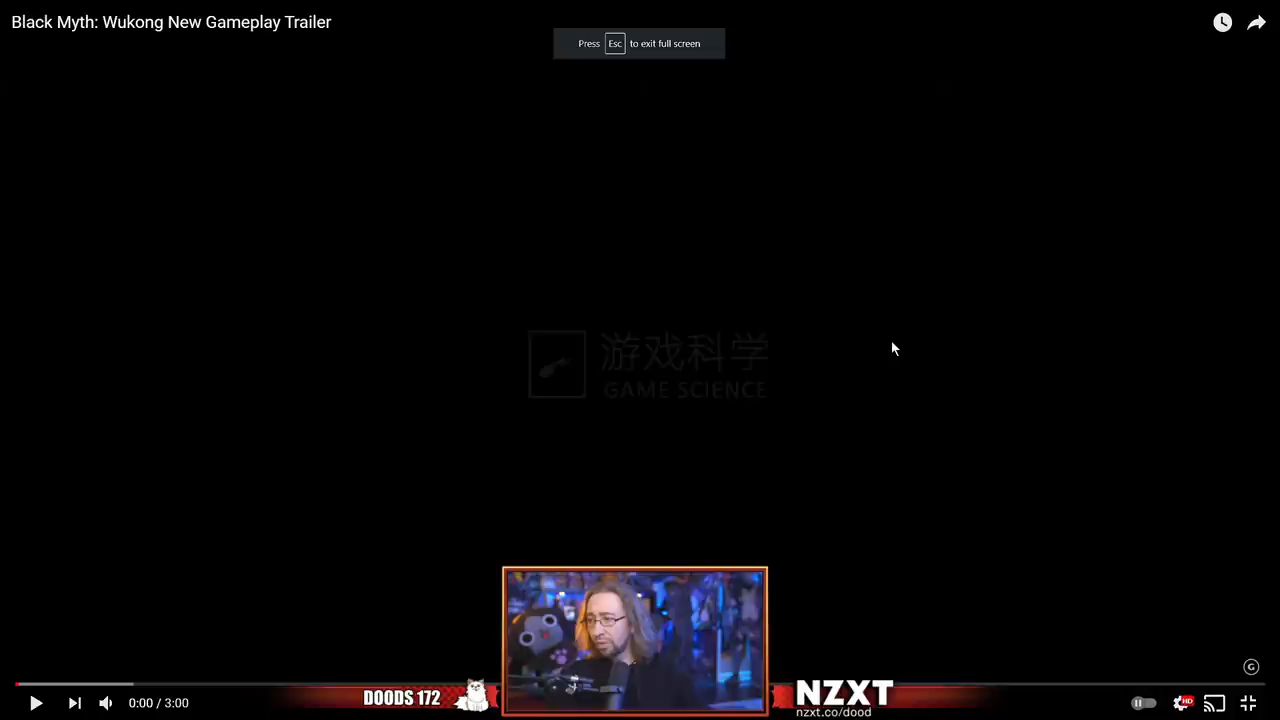 Black Myth: Wukong New Gameplay Trailer
Press Esc to exit full screen
游戏科学
GAME SCIENCE
G
DOODS 172
NZXT
nzxt.co/dood
0:00 / 3:00
HD